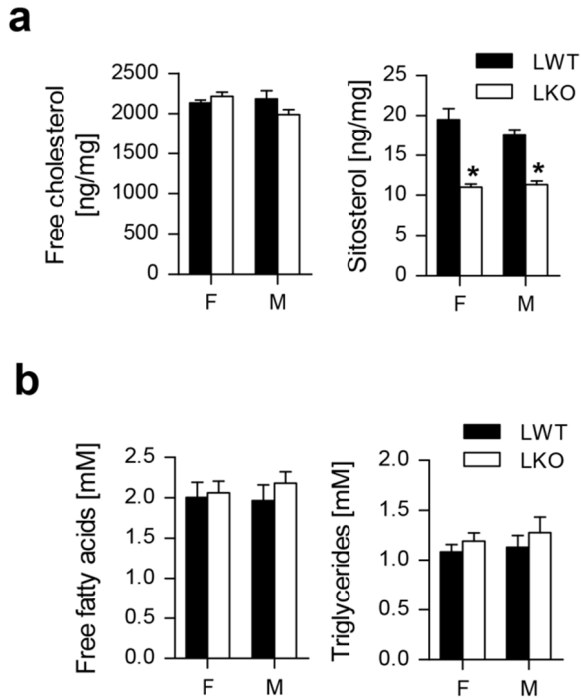 a
Free cholesterol
[ng/mg]
2500
2000
1500
1000
500
0
F M
Sitosterol [ng/mg]
25
20
15
10
5
0
* *
F M
LWT
LKO
b
Free fatty acids [mM]
2.5
2.0
1.5
1.0
0.5
0.0
F M
Triglycerides [mM]
2.0
1.5
1.0
0.5
0.0
F M
LWT
LKO